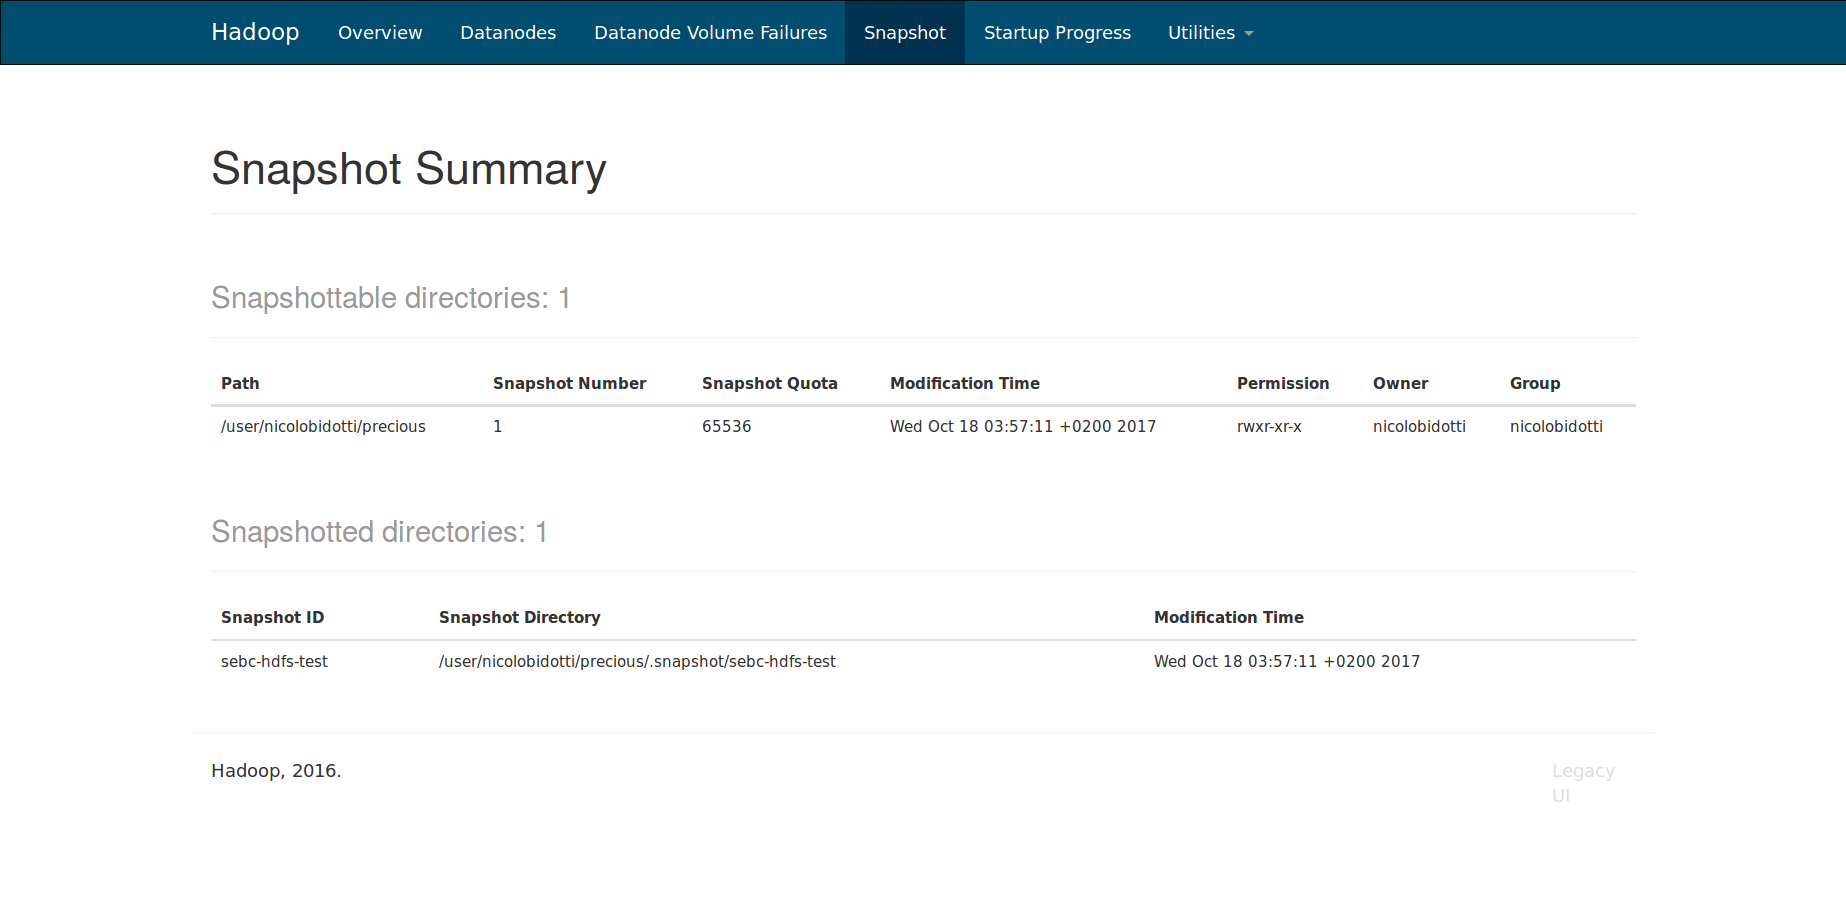 Hadoop Overview Datanodes Datanode Volume Failures Snapshot Startup Progress Utilities
Snapshot Summary
Snapshottable directories: 1
Path Snapshot Number Snapshot Quota Modification Time Permission Owner Group
/user/nicolobidotti/precious 1 65536 Wed Oct 18 03:57:11 +0200 2017 rwxr-xr-x nicolobidotti nicolobidotti
Snapshotted directories: 1
Snapshot ID Snapshot Directory Modification Time
sebc-hdfs-test /user/nicolobidotti/precious/.snapshot/sebc-hdfs-test Wed Oct 18 03:57:11 +0200 2017
Hadoop, 2016. Legacy
UI